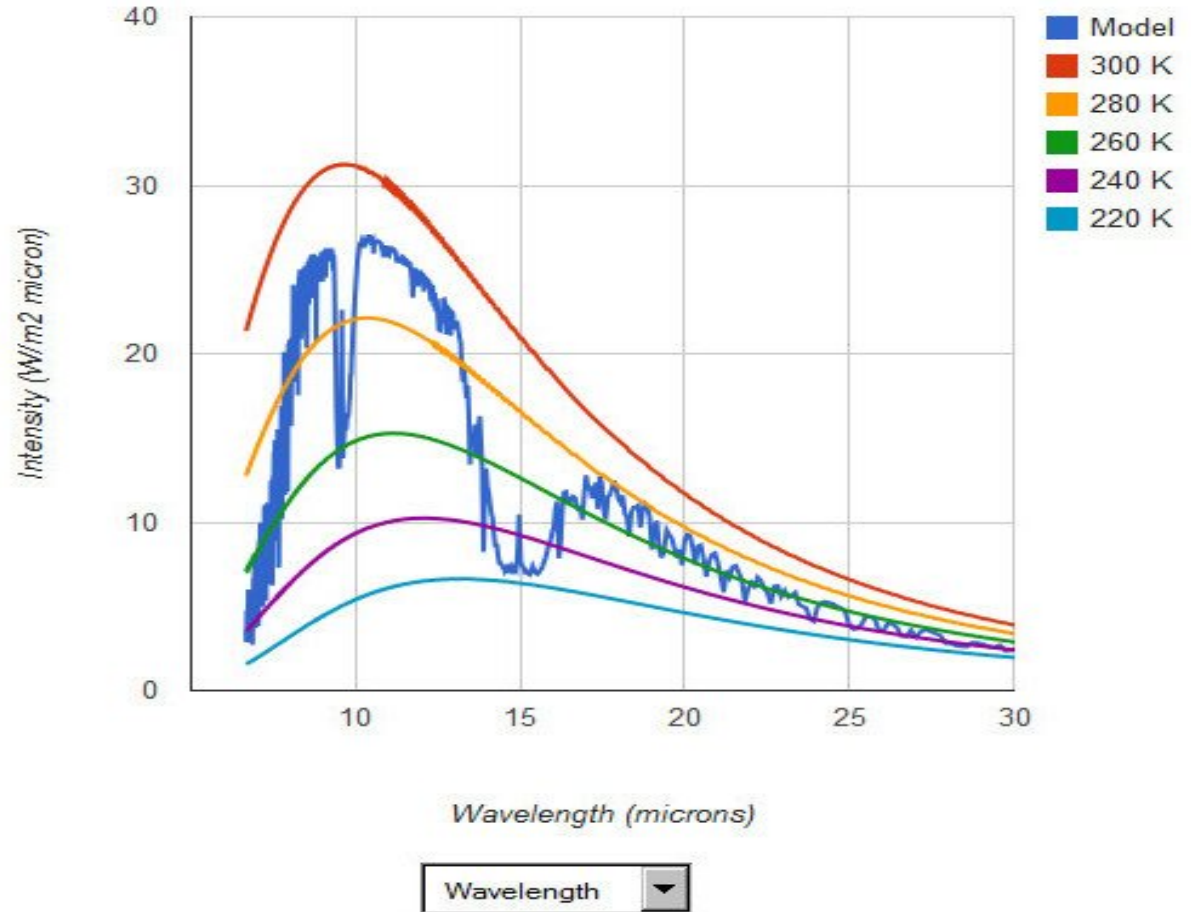 40
30
20
10
0
Intensity (W/m2 micron)
10 15 20 25 30
Wavelength (microns)
Model
300 K
280 K
260 K
240 K
220 K
Wavelength